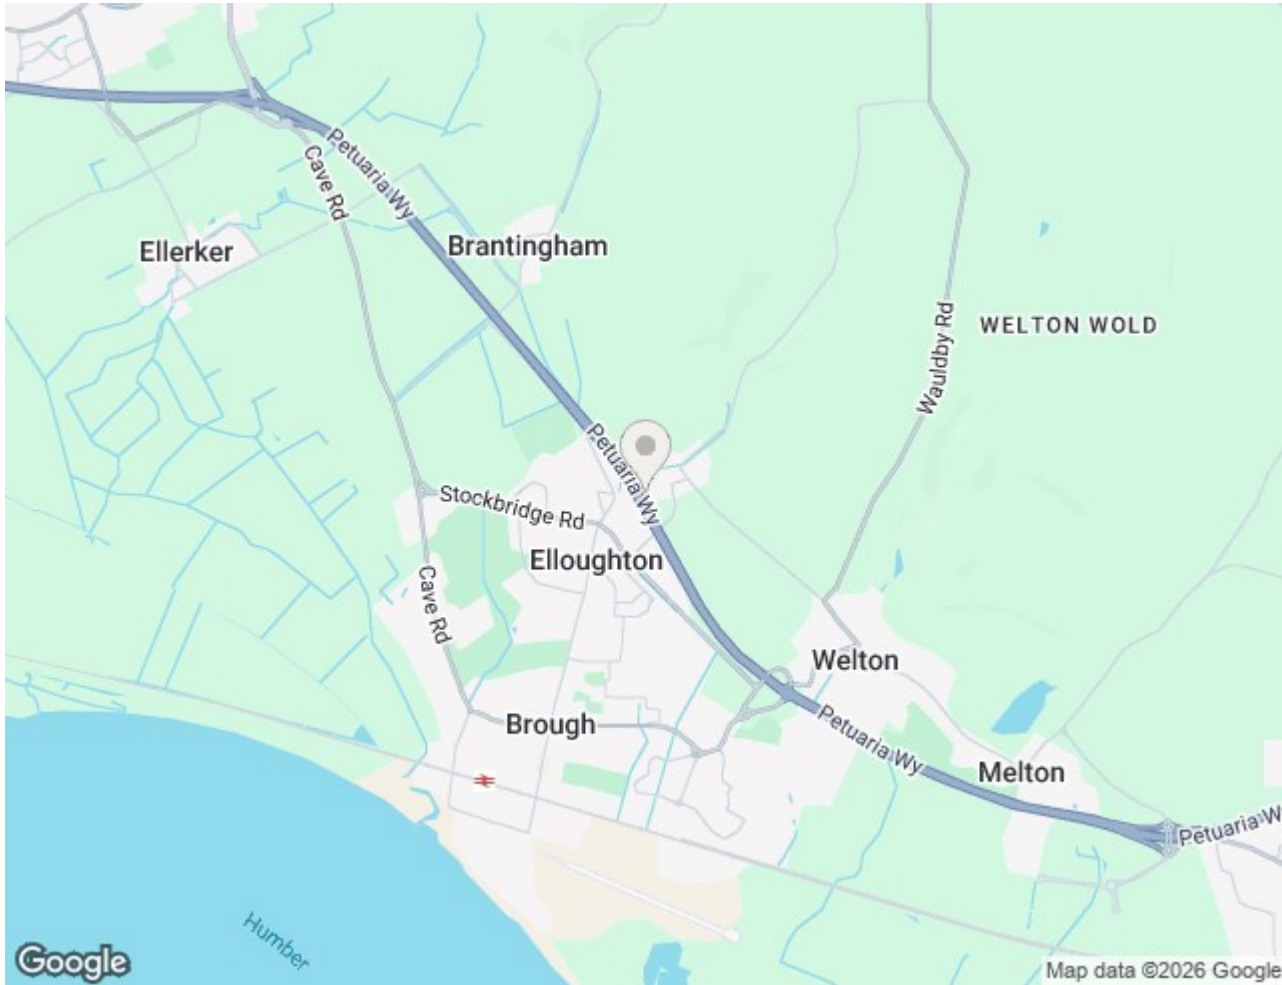 Petuaria Wy
Cave Rd
Ellerker
Brantingham
WELTON WOLD
Wauldby Rd
Petuaria Wy
Stockbridge Rd
Elloughton
Cave Rd
Welton
Brough
Petuaria Wy
Melton
Petuaria W
Humber
Google
Map data ©2026 Google